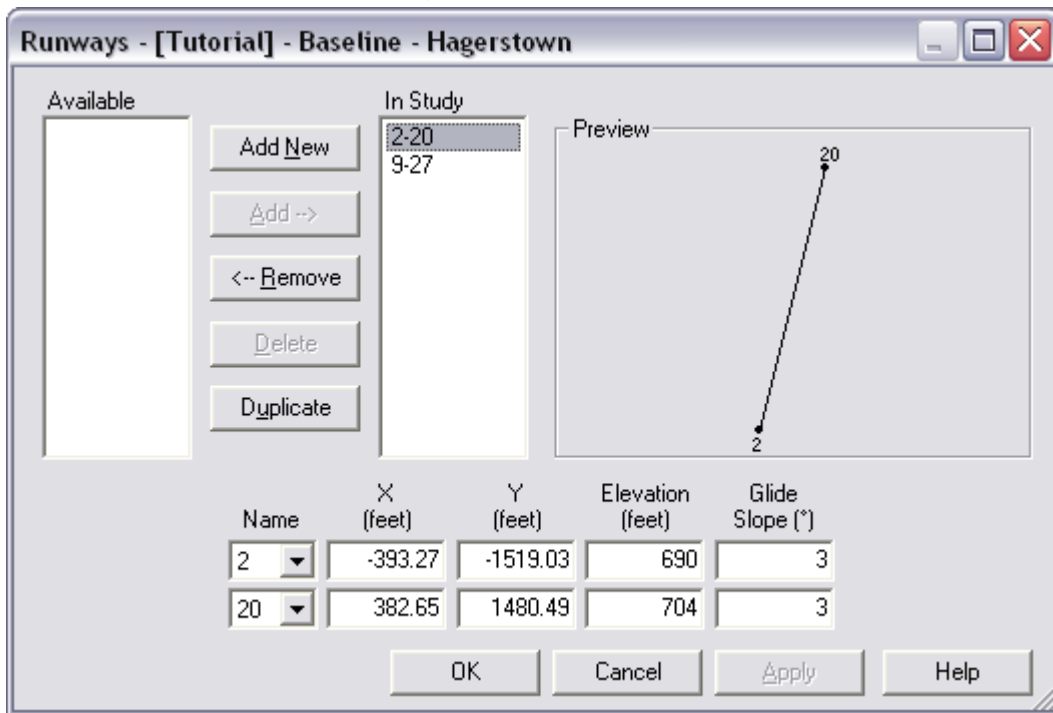 Runways - [Tutorial] - Baseline - Hagerstown
Available
In Study
Add New
Add -->
<-- Remove
Delete
Duplicate
2-20
9-27
Preview
20
2
Name
X
(feet)
Y
(feet)
Elevation
(feet)
Glide
Slope (°)
2 -393.27 -1519.03 690 3
20 382.65 1480.49 704 3
OK Cancel Apply Help